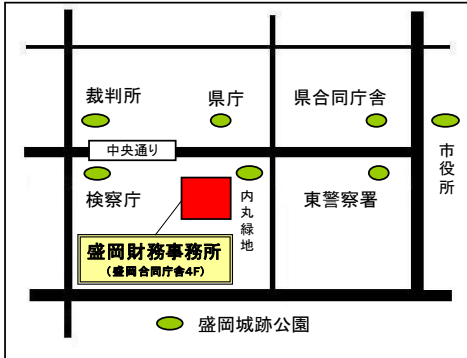 裁判所
県庁
県合同庁舎
中央通り
市役所
検察庁
内丸緑地
東警察署
盛岡財務事務所
(盛岡合同庁舎4F)
盛岡城跡公園